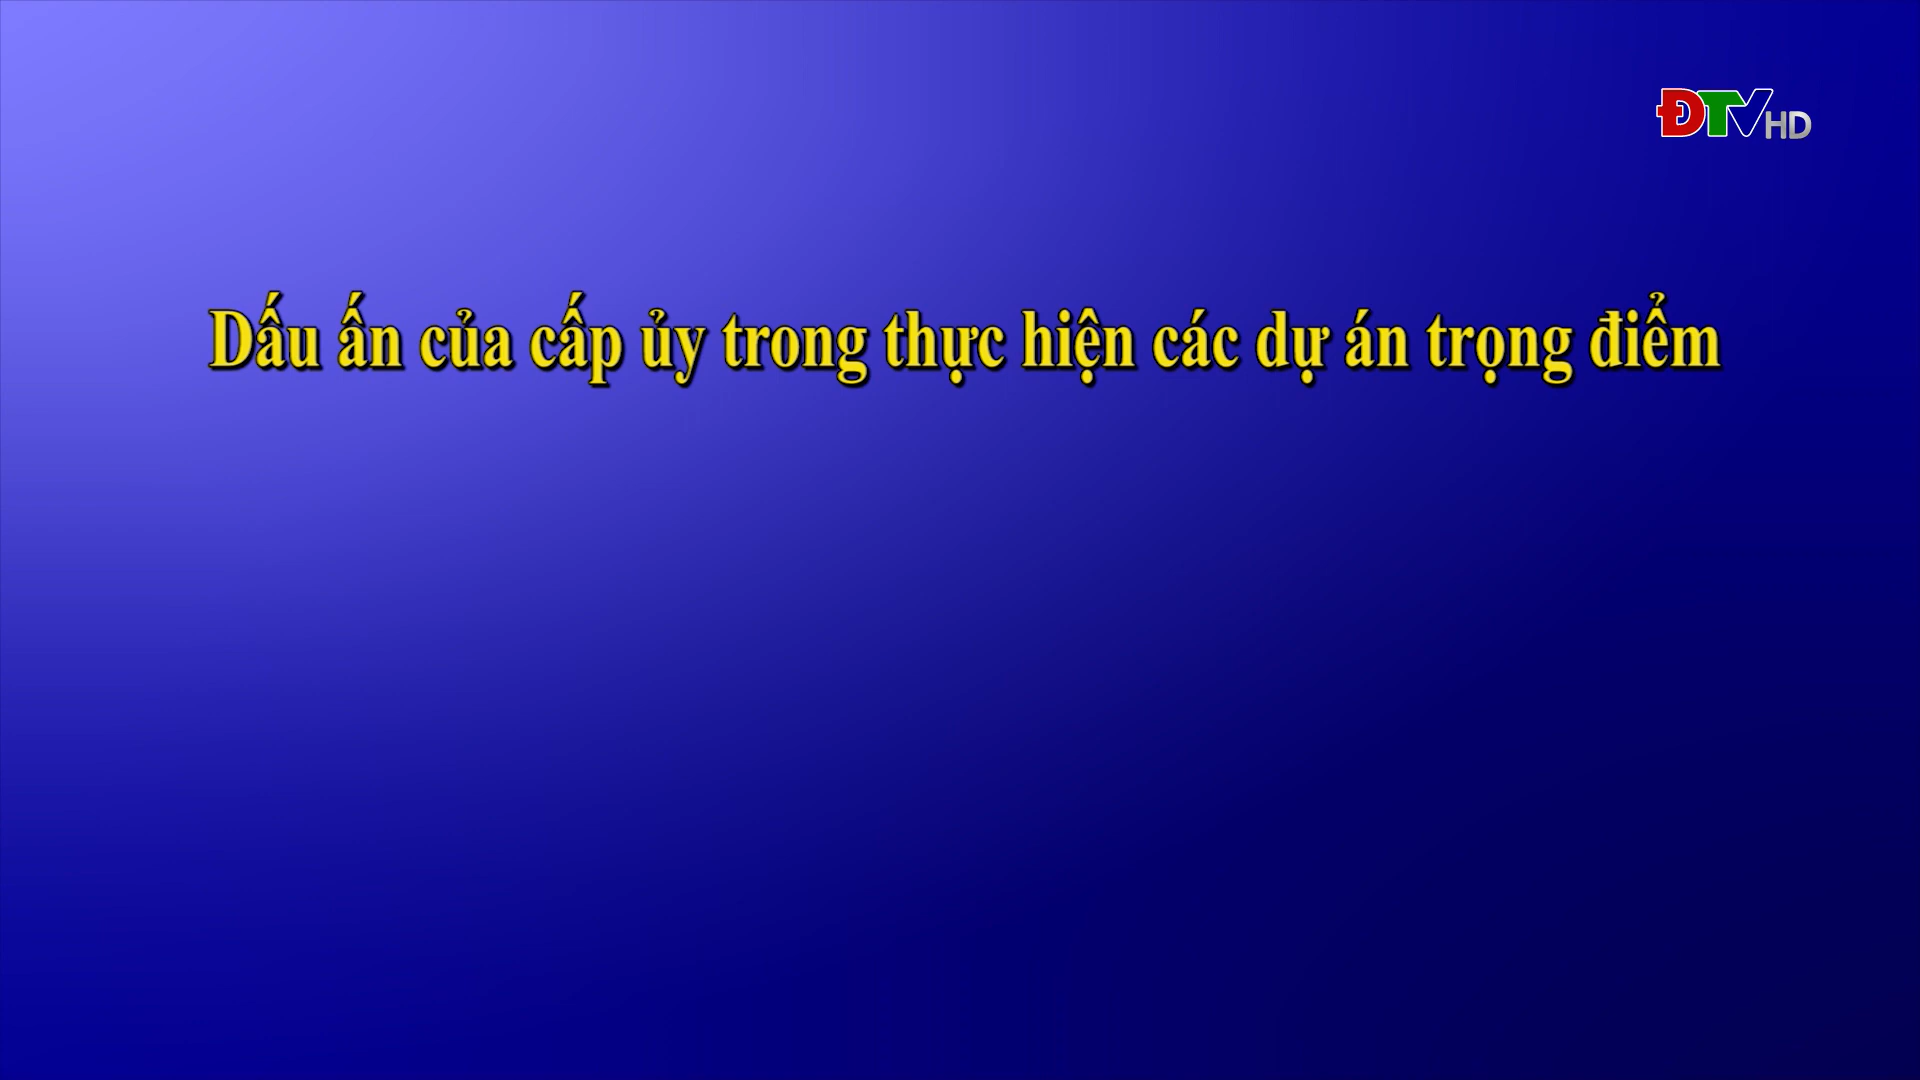 ĐTV HD
Dấu ấn của cấp ủy trong thực hiện các dự án trọng điểm